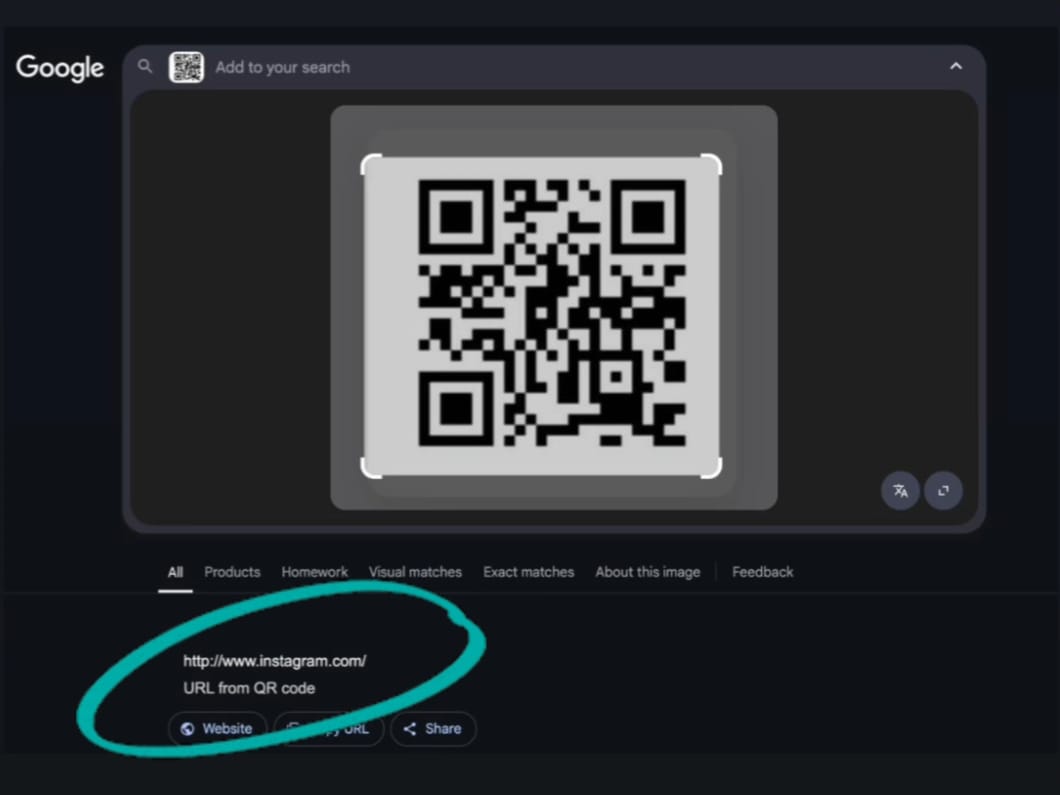 Google
Add to your search
All Products Homework Visual matches Exact matches About this image Feedback
http://www.instagram.com/
URL from QR code
Website URL Share